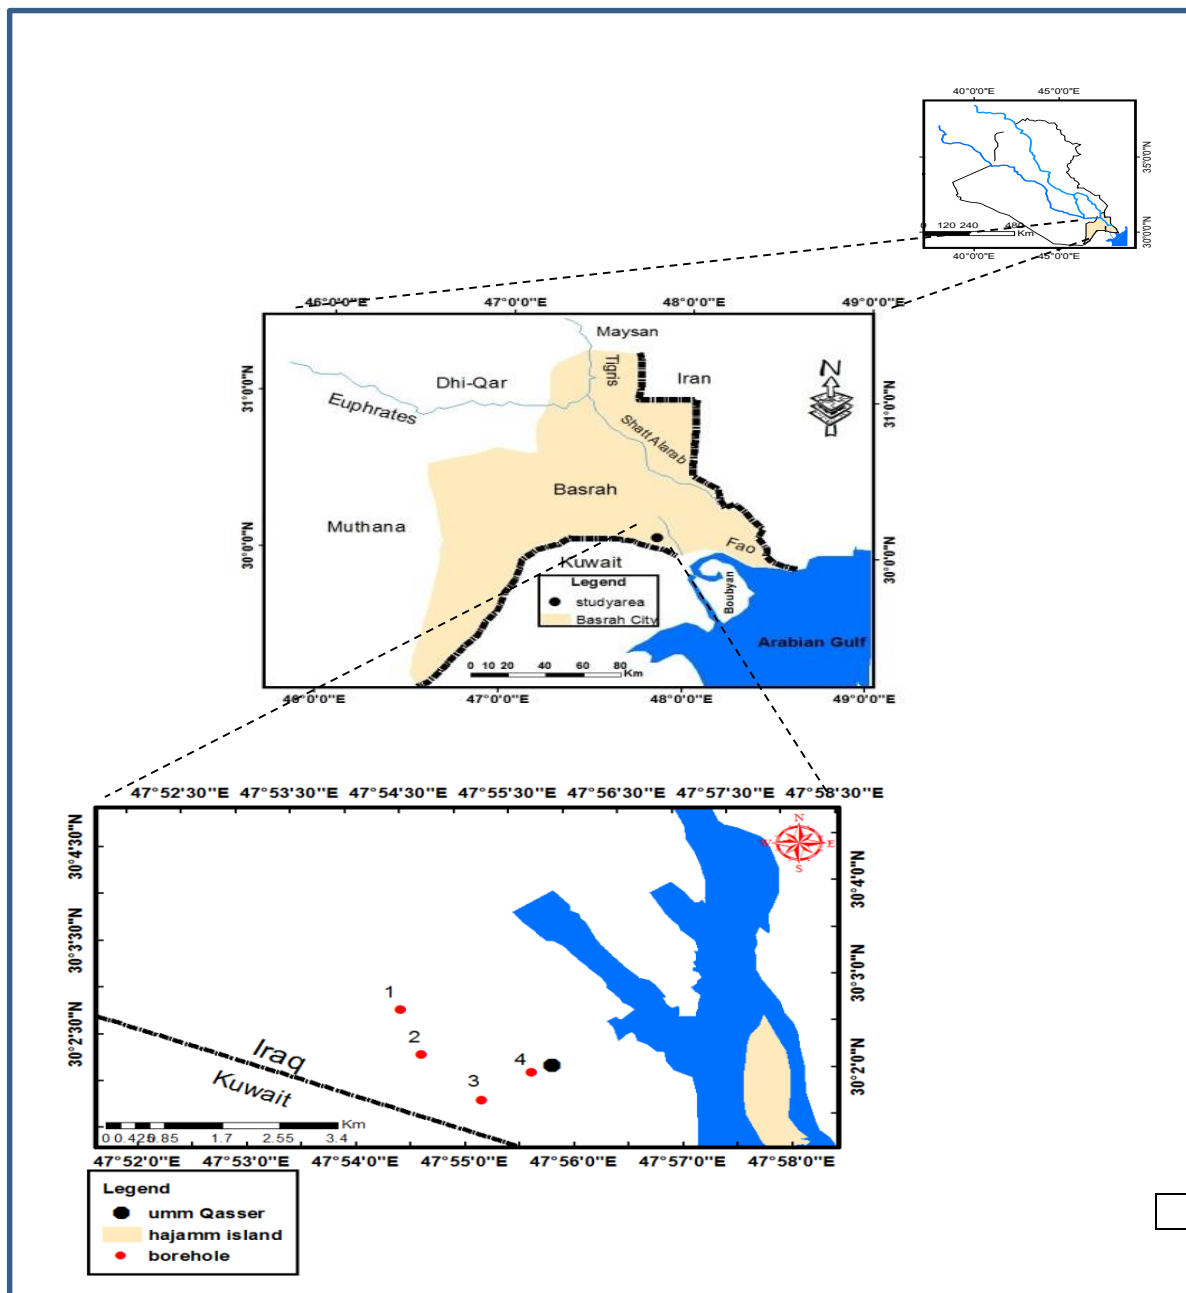 40°0'0"E 45°0'0"E
35°0'0"N
30°0'0"N
0 120 240 480
Km
40°0'0"E 45°0'0"E
46°0'0"E 47°0'0"E 48°0'0"E 49°0'0"E
Maysan
Tigris
Iran
N
Dhi-Qar
31°0'0"N
31°0'0"N
Euphrates
Shatt Alarab
Basrah
Muthana
30°0'0"N
30°0'0"N
Fao
Kuwait
Legend
studyarea
Basrah City
Boubyan
Arabian Gulf
0 10 20 40 60 80
Km
46°0'0"E 47°0'0"E 48°0'0"E 49°0'0"E
47°52'30"E 47°53'30"E 47°54'30"E 47°55'30"E 47°56'30"E 47°57'30"E 47°58'30"E
N
W E
S
30°4'30"N
30°4'0"N
30°3'30"N
30°3'0"N
1
30°2'30"N
2
30°2'0"N
4
3
Iraq
Kuwait
Km
0 0.425 0.85 1.7 2.55 3.4
47°52'0"E 47°53'0"E 47°54'0"E 47°55'0"E 47°56'0"E 47°57'0"E 47°58'0"E
Legend
umm Qasser
hajamm island
borehole